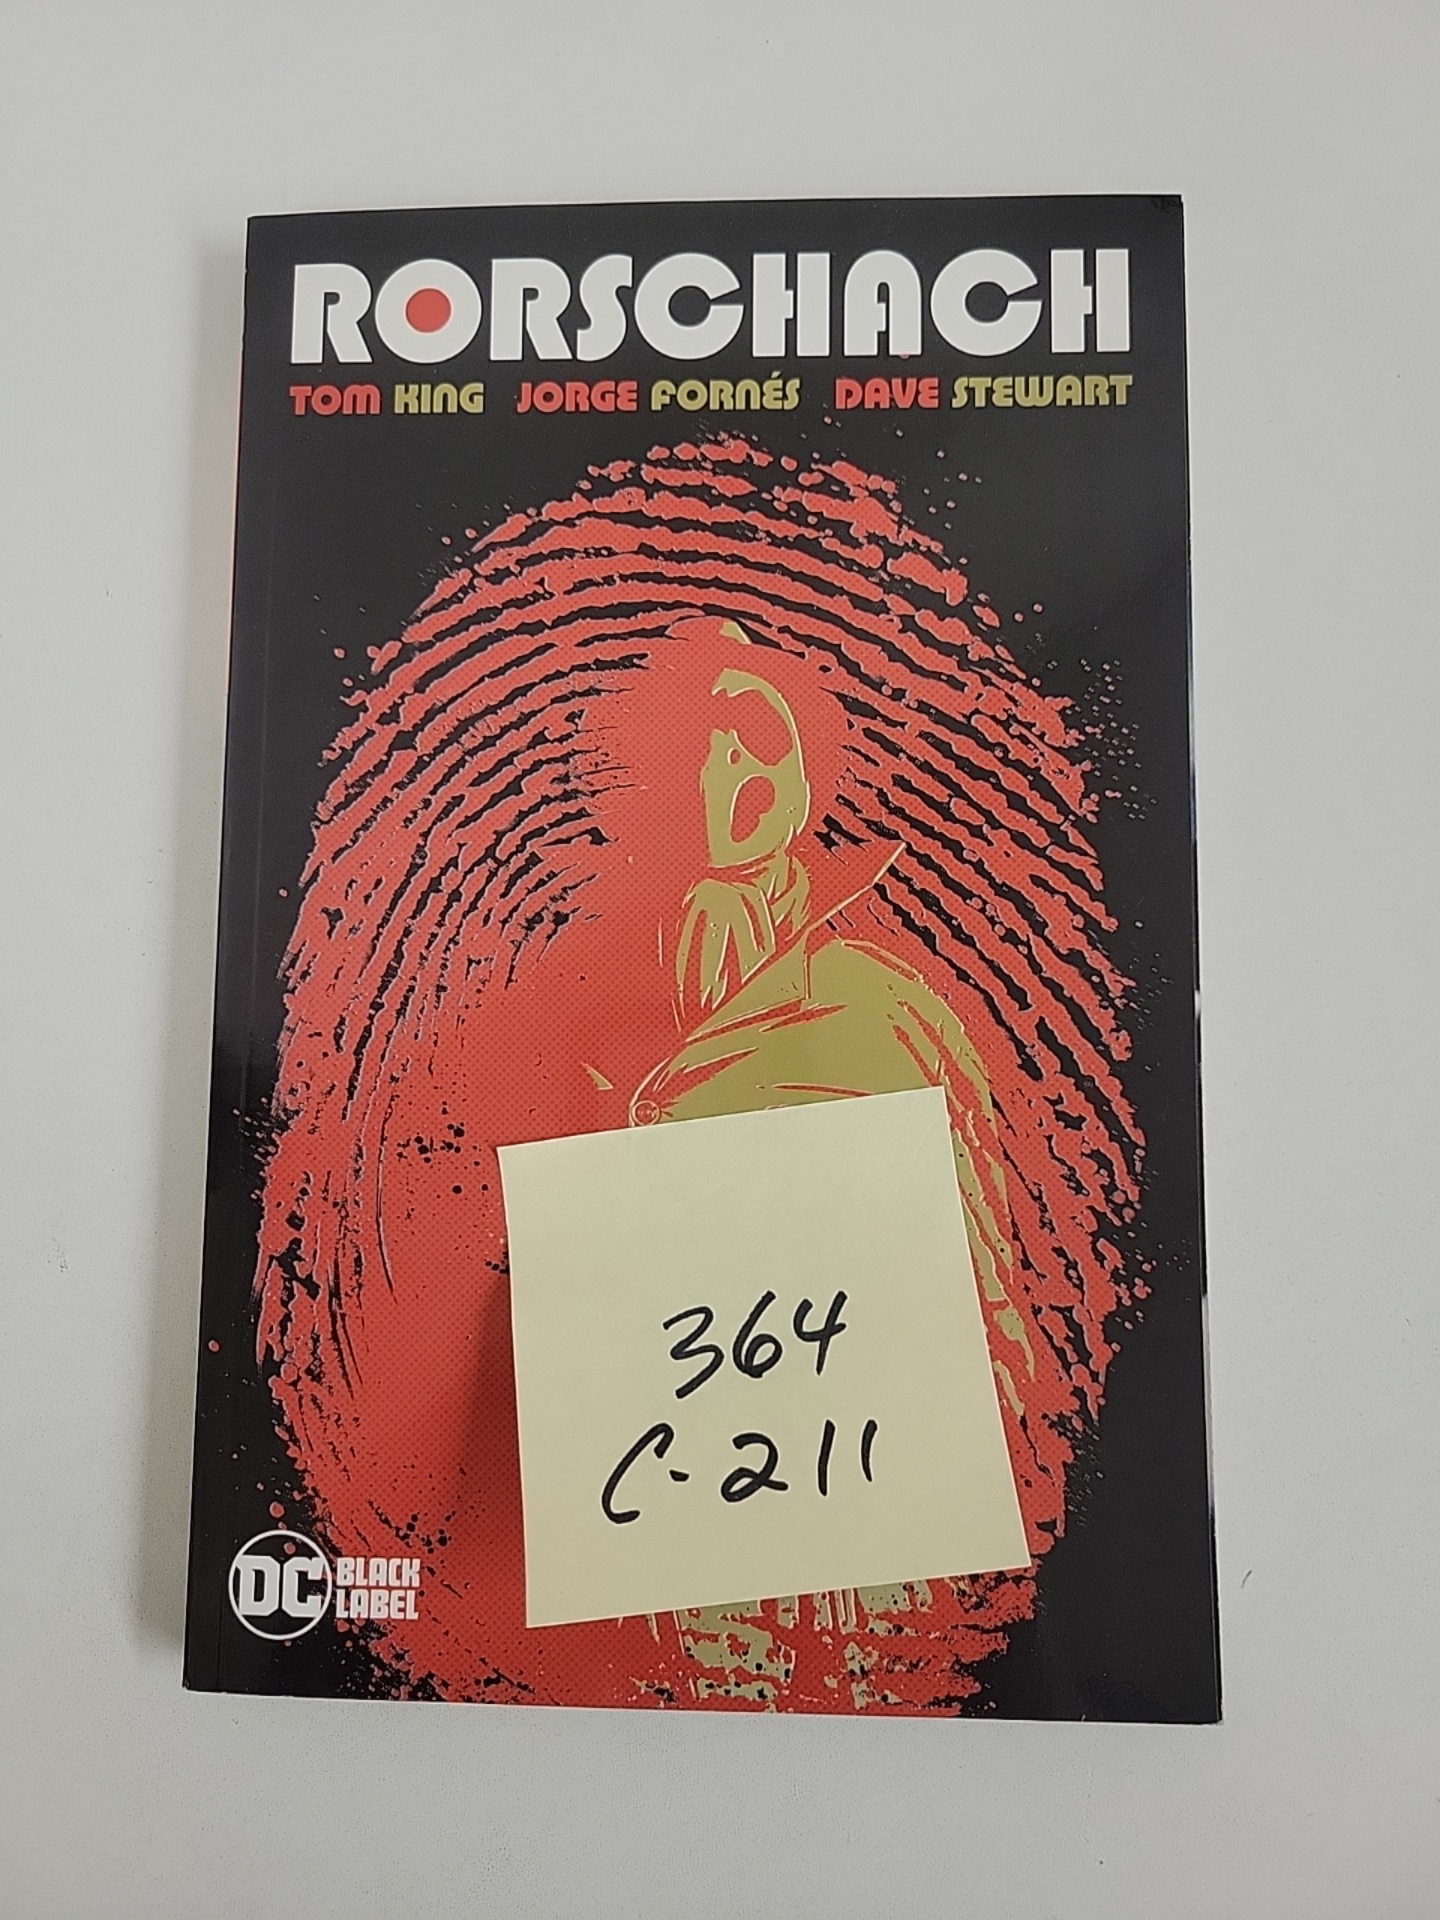 RORSCHACH
TOM KING JORGE FORNÉS DAVE STEWART
364
C-211
DC BLACK
LABEL